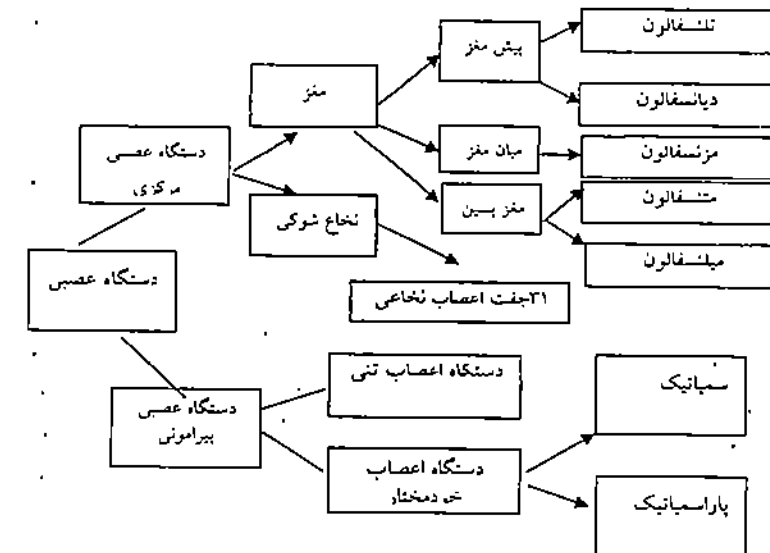 تلنسفالون
پیش مغز
مغز
دیانسفالون
دستگاه عصبی
مرکزی
میان مغز
مزنسفالون
متنسفالون
مغز پسین
نخاع شوکی
میلنسفالون
دستگاه عصبی
۳۱جفت اعصاب نخاعی
دستگاه اعصاب تنی
سمپاتیک
دستگاه عصبی
پیرامونی
دستگاه اعصاب
خودمختار
پاراسمپاتیک